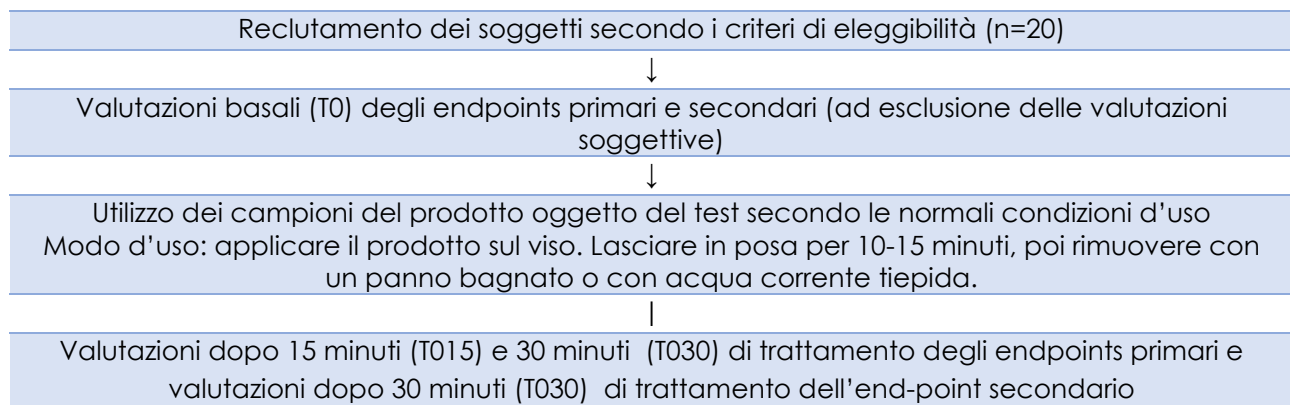 Reclutamento dei soggetti secondo i criteri di eleggibilità (n=20)
↓
Valutazioni basali (T0) degli endpoints primari e secondari (ad esclusione delle valutazioni
soggettive)
↓
Utilizzo dei campioni del prodotto oggetto del test secondo le normali condizioni d’uso
Modo d’uso: applicare il prodotto sul viso. Lasciare in posa per 10-15 minuti, poi rimuovere con
un panno bagnato o con acqua corrente tiepida.
|
Valutazioni dopo 15 minuti (T015) e 30 minuti (T030) di trattamento degli endpoints primari e
valutazioni dopo 30 minuti (T030) di trattamento dell’end-point secondario